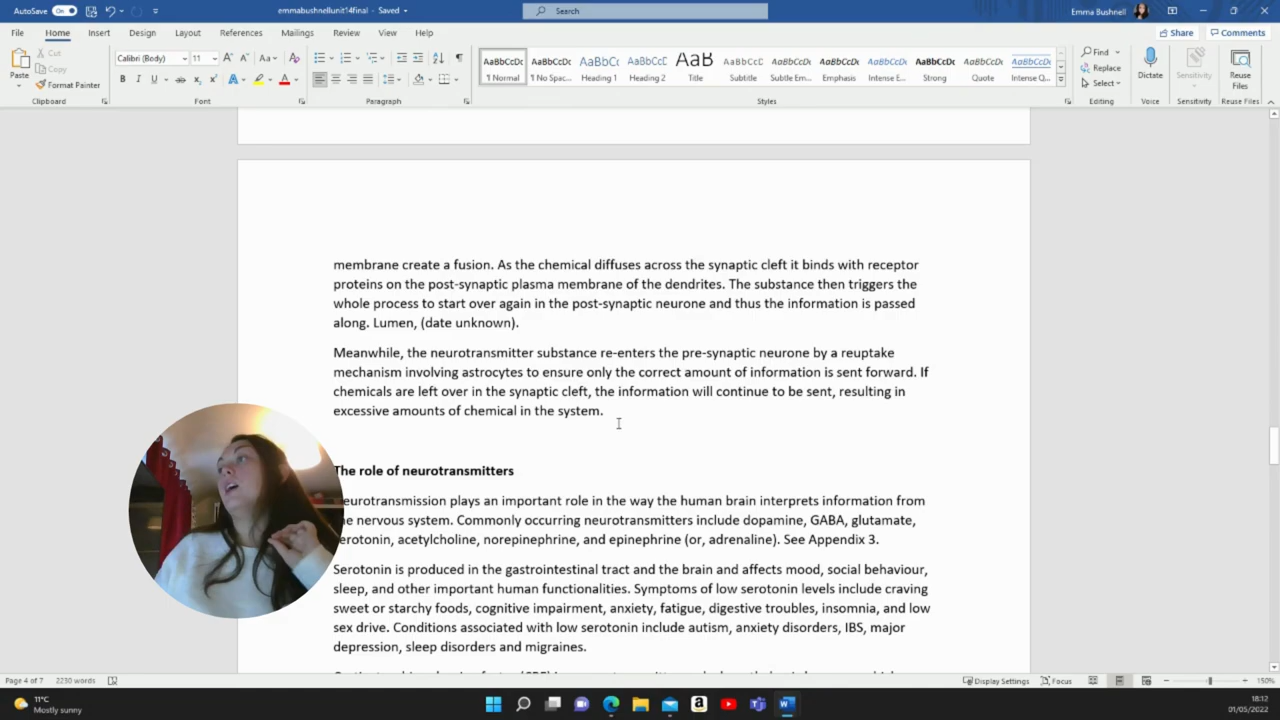 AutoSave On emmabushnellunit14final - Saved Search Emma Bushnell
File Home Insert Design Layout References Mailings Review View Help Share Comments
Paste Cut Copy Format Painter
Calibri (Body) 11
AaBbCcDc AaBbCcDc AaBbCc AaBbCcC AaB AaBbCcC AaBbCcDc AaBbCcDc AaBbCcDc AaBbCcDc AaBbCcDc AaBbCcDc
¶ Normal ¶ No Spac... Heading 1 Heading 2 Title Subtitle Subtle Em... Emphasis Intense E... Strong Quote Intense Q...
Find Replace Select Dictate Sensitivity Reuse Files
Clipboard Font Paragraph Styles Editing Voice Sensitivity Reuse Files
membrane create a fusion. As the chemical diffuses across the synaptic cleft it binds with receptor
proteins on the post-synaptic plasma membrane of the dendrites. The substance then triggers the
whole process to start over again in the post-synaptic neurone and thus the information is passed
along. Lumen, (date unknown).
Meanwhile, the neurotransmitter substance re-enters the pre-synaptic neurone by a reuptake
mechanism involving astrocytes to ensure only the correct amount of information is sent forward. If
chemicals are left over in the synaptic cleft, the information will continue to be sent, resulting in
excessive amounts of chemical in the system.
The role of neurotransmitters
eurotransmission plays an important role in the way the human brain interprets information from
e nervous system. Commonly occurring neurotransmitters include dopamine, GABA, glutamate,
erotonin, acetylcholine, norepinephrine, and epinephrine (or, adrenaline). See Appendix 3.
Serotonin is produced in the gastrointestinal tract and the brain and affects mood, social behaviour,
sleep, and other important human functionalities. Symptoms of low serotonin levels include craving
sweet or starchy foods, cognitive impairment, anxiety, fatigue, digestive troubles, insomnia, and low
sex drive. Conditions associated with low serotonin include autism, anxiety disorders, IBS, major
depression, sleep disorders and migraines.
Page 4 of 7 2230 words Display Settings Focus 150%
11°C
Mostly sunny
18:12
01/05/2022